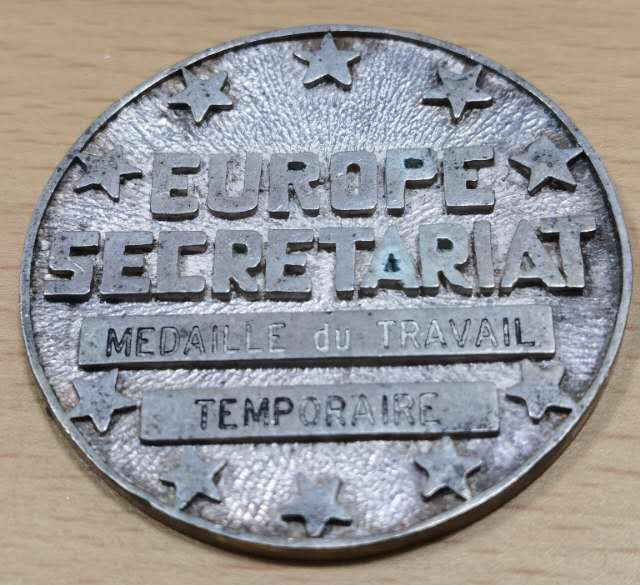 EUROPE
SECRETARIAT
MEDAILLE du TRAVAIL
TEMPORAIRE